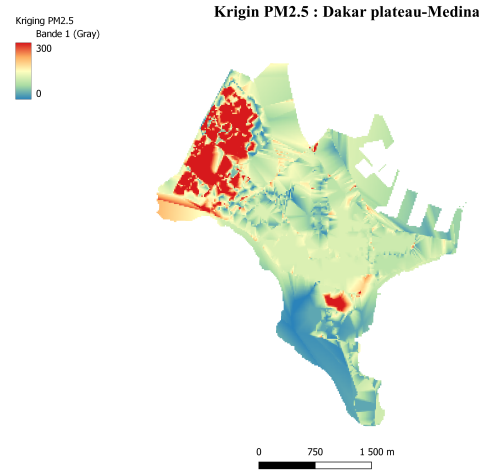 Krigin PM2.5 : Dakar plateau-Medina
Kriging PM2.5
Bande 1 (Gray)
300
0
0 750 1 500 m